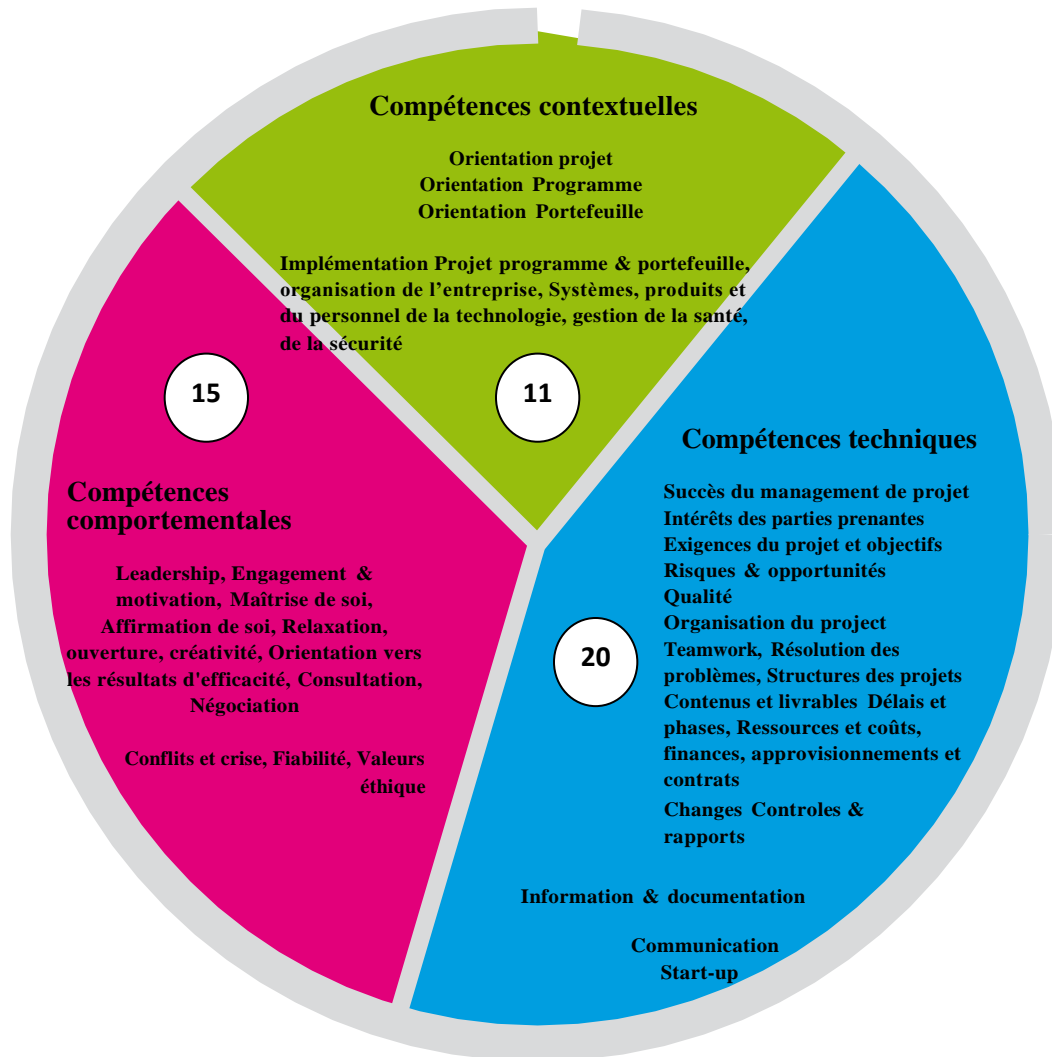 Compétences contextuelles
Orientation projet
Orientation Programme
Orientation Portefeuille
Implémentation Projet programme & portefeuille,
organisation de l'entreprise, Systèmes, produits et
du personnel de la technologie, gestion de la santé,
de la sécurité
15
11
Compétences
comportementales
Leadership, Engagement &
motivation, Maîtrise de soi,
Affirmation de soi, Relaxation,
ouverture, créativité, Orientation vers
les résultats d'efficacité, Consultation,
Négociation
Conflits et crise, Fiabilité, Valeurs
éthique
Compétences techniques
Succès du management de projet
Intérêts des parties prenantes
Exigences du projet et objectifs
Risques & opportunités
Qualité
Organisation du project
Teamwork, Résolution des
problèmes, Structures des projets
Contenus et livrables Délais et
phases, Ressources et coûts,
finances, approvisionnements et
contrats
Changes Controles &
rapports
20
Information & documentation
Communication
Start-up